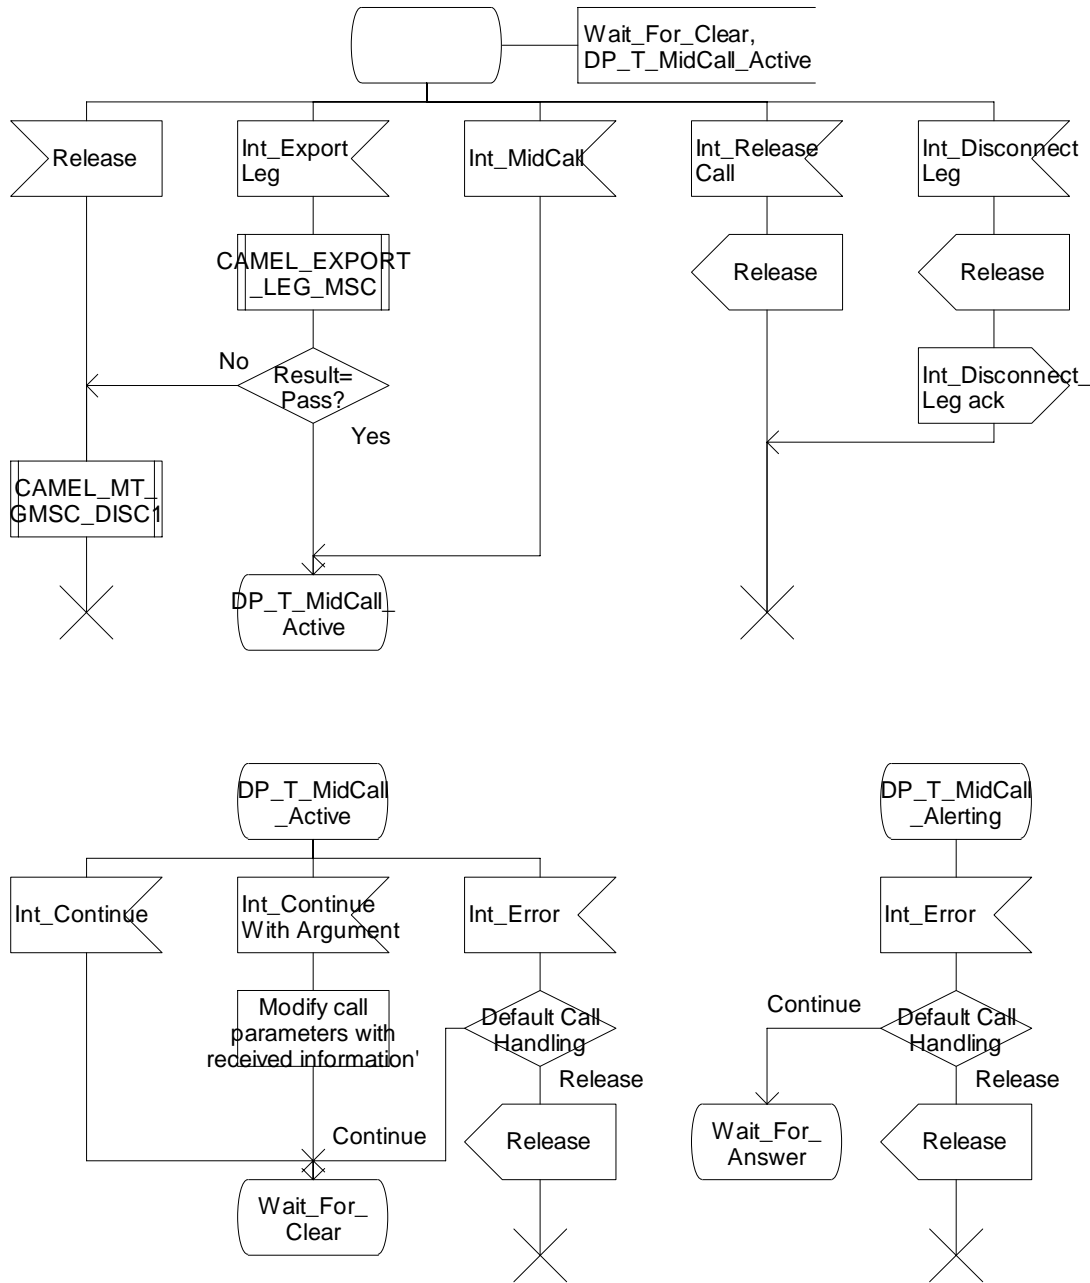 Wait_For_Clear,
DP_T_MidCall_Active
Release
Int_Export
Leg
Int_MidCall
Int_Release
Call
Int_Disconnect
Leg
CAMEL_EXPORT
_LEG_MSC
Release
Release
No
Result=
Pass?
Yes
Int_Disconnect_
Leg ack
CAMEL_MT_
GMSC_DISC1
DP_T_MidCall_
Active
DP_T_MidCall
_Active
DP_T_MidCall
_Alerting
Int_Continue
Int_Continue
With Argument
Int_Error
Int_Error
Modify call
parameters with
received information'
Default Call
Handling
Continue
Default Call
Handling
Release
Release
Continue
Release
Wait_For_
Answer
Release
Wait_For_
Clear